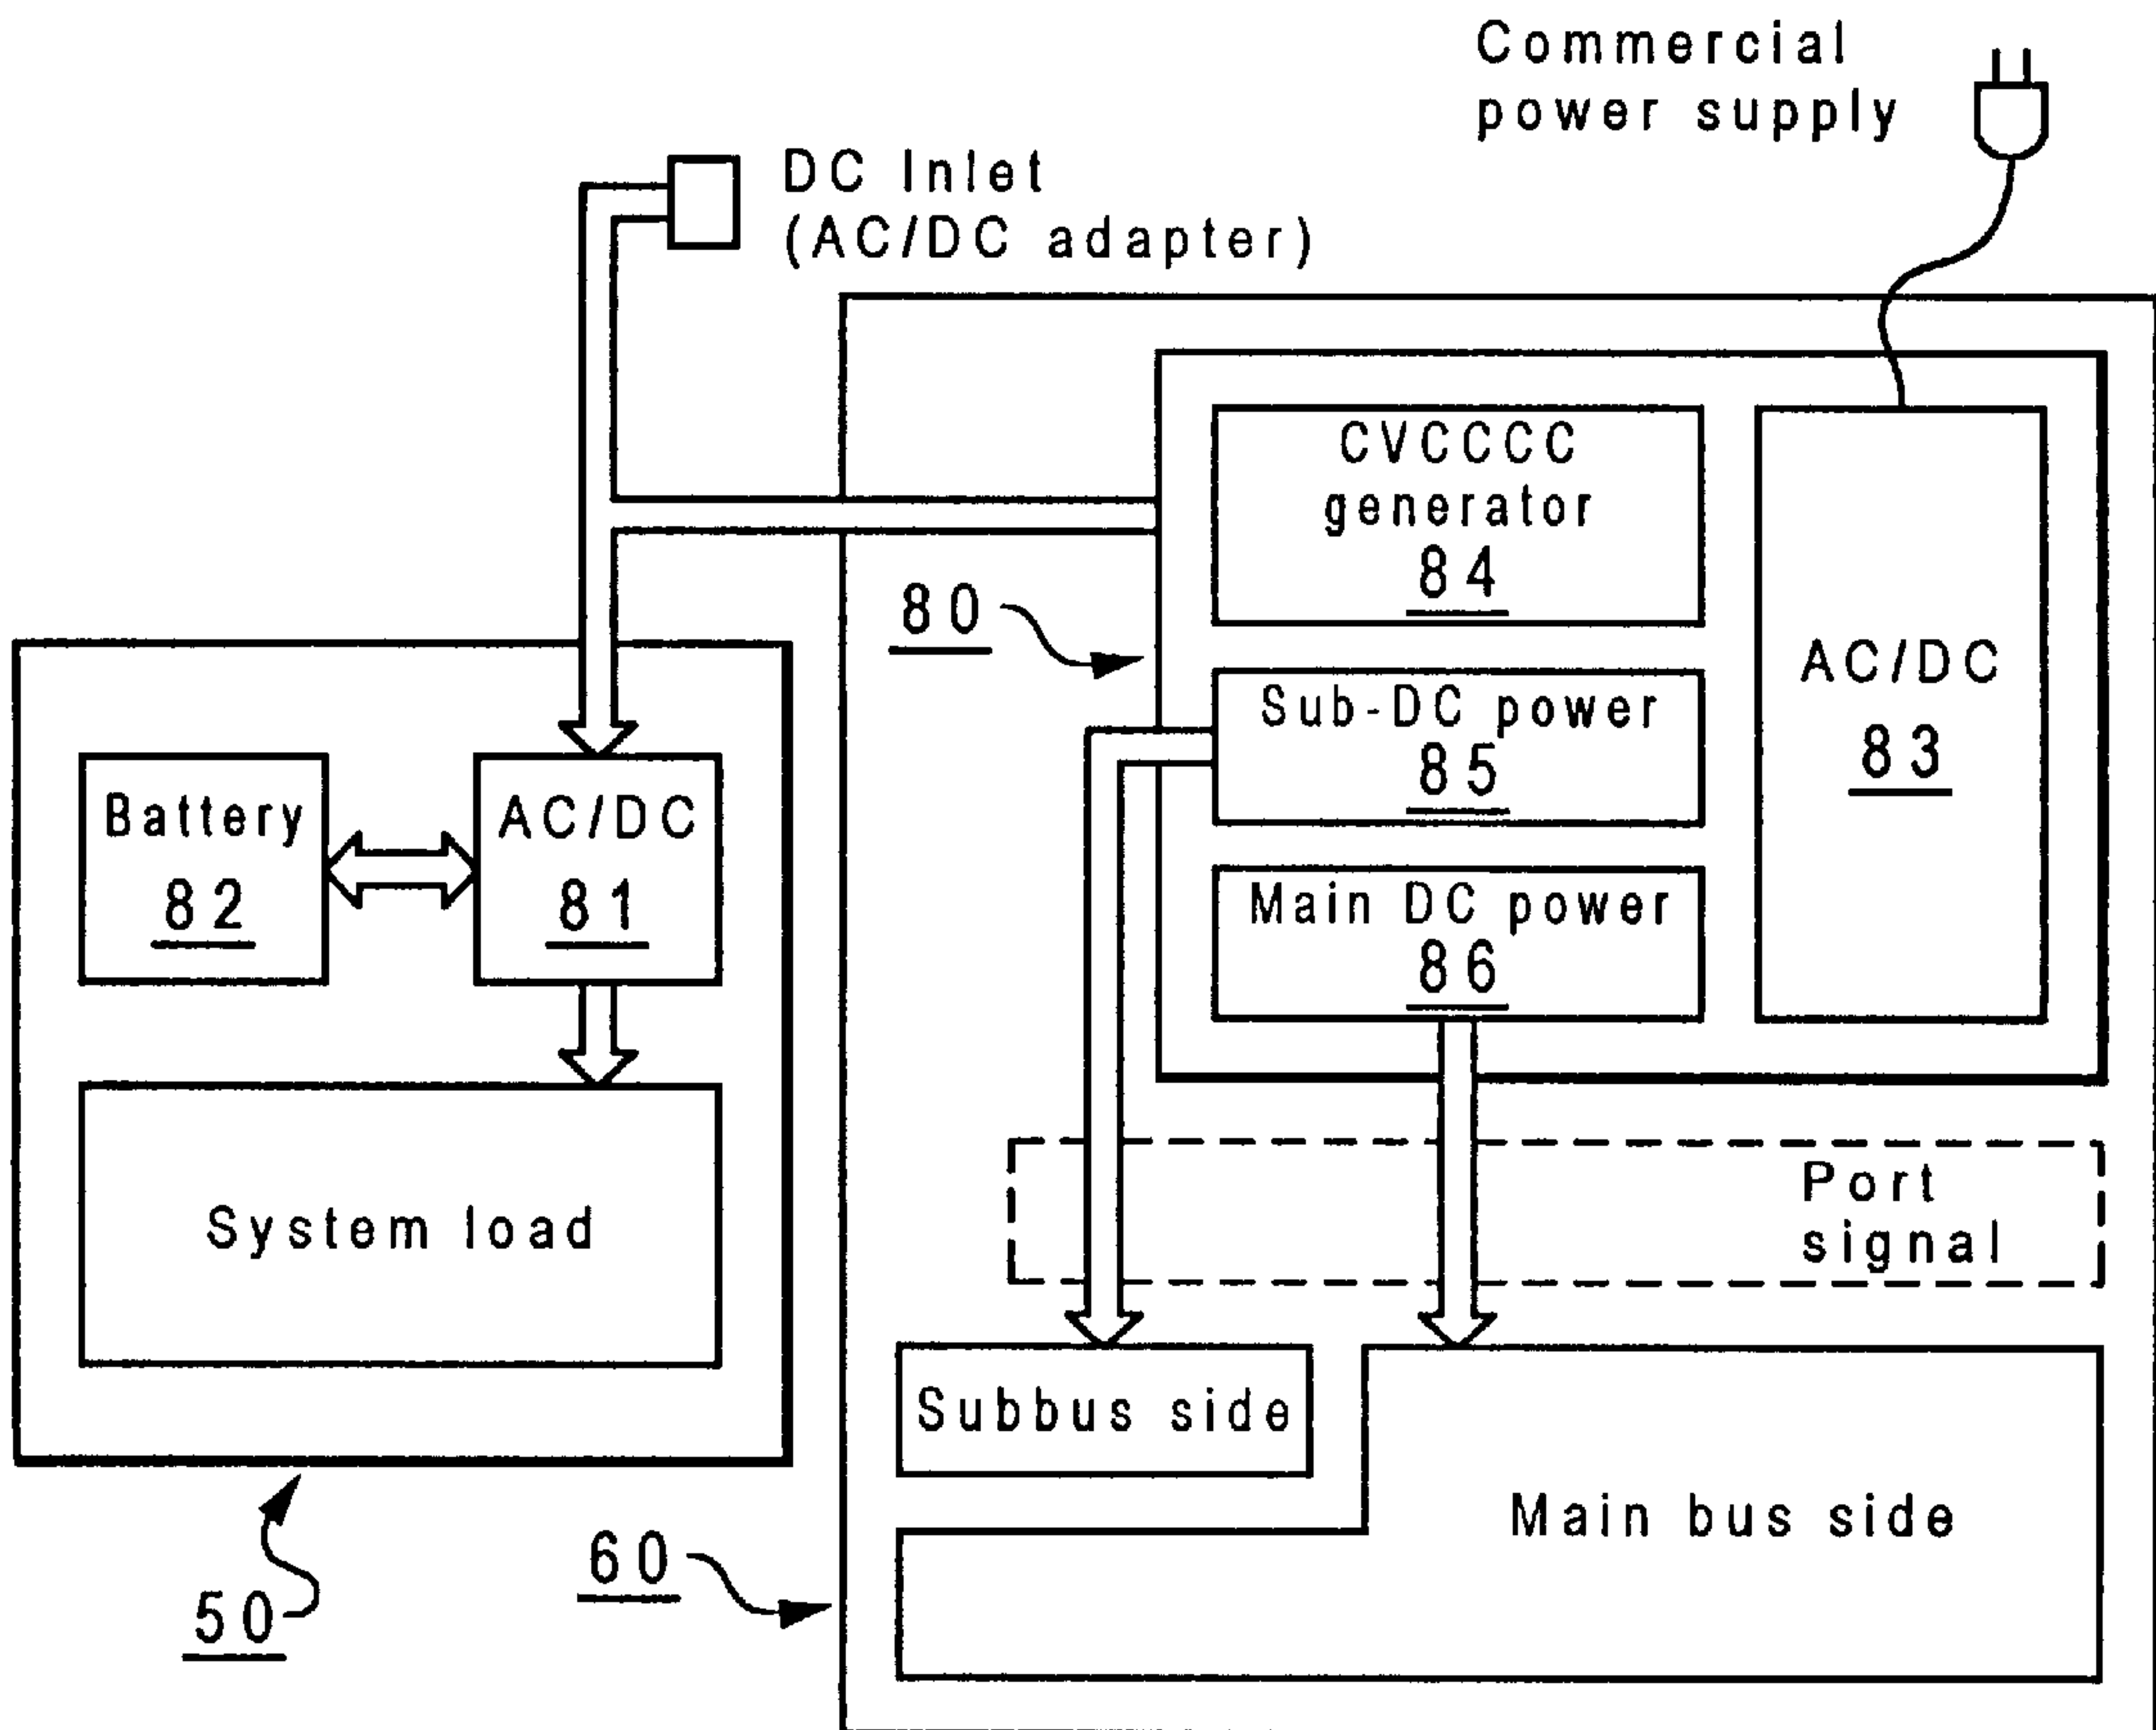 Commercial
power supply
DC Inlet
(AC/DC adapter)
CVCCCC
generator
84
80
Sub-DC power
85
AC/DC
83
Main DC power
86
Battery
82
AC/DC
81
System load
Port
signal
Subbus side
Main bus side
60
50